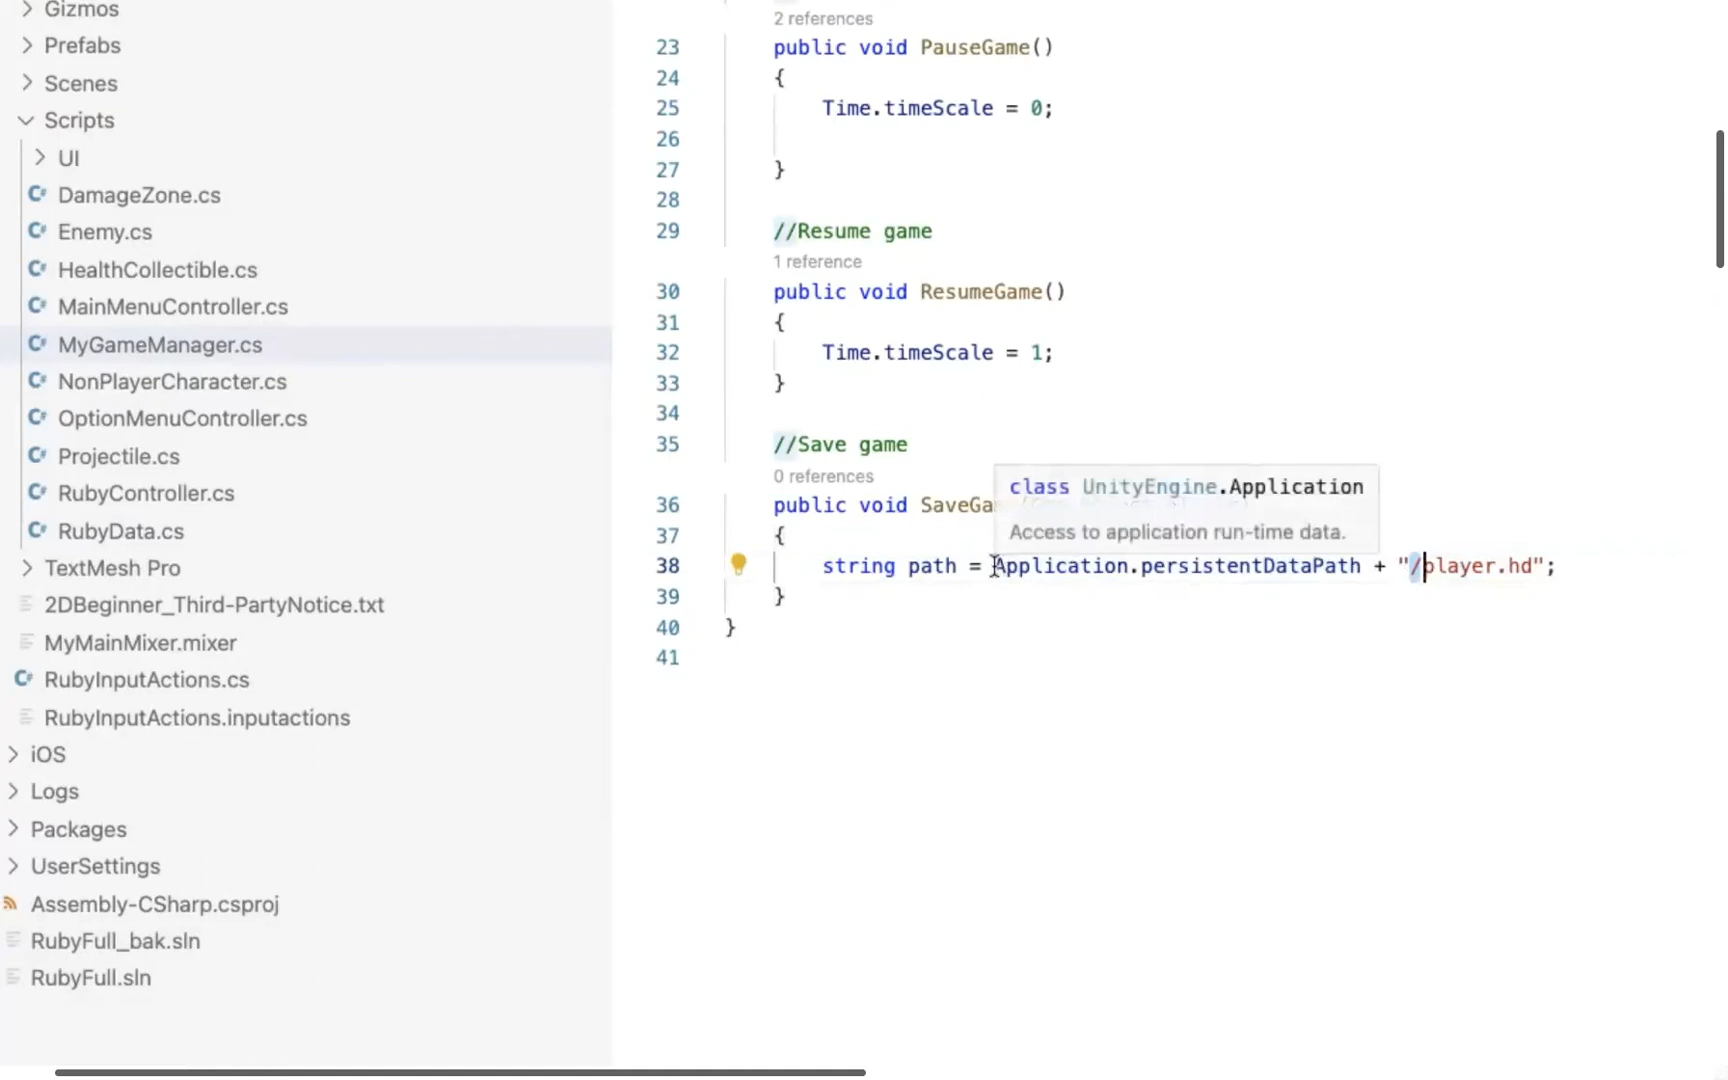 Gizmos
Prefabs
Scenes
Scripts
UI
DamageZone.cs
Enemy.cs
HealthCollectible.cs
MainMenuController.cs
MyGameManager.cs
NonPlayerCharacter.cs
OptionMenuController.cs
Projectile.cs
RubyController.cs
RubyData.cs
TextMesh Pro
2DBeginner_Third-PartyNotice.txt
MyMainMixer.mixer
RubyInputActions.cs
RubyInputActions.inputactions
iOS
Logs
Packages
UserSettings
Assembly-CSharp.csproj
RubyFull_bak.sln
RubyFull.sln
2 references
23 public void PauseGame()
24 {
25 Time.timeScale = 0;
26
27 }
28
29 //Resume game
1 reference
30 public void ResumeGame()
31 {
32 Time.timeScale = 1;
33 }
34
35 //Save game
0 references
class UnityEngine.Application
Access to application run-time data.
36 public void SaveGa
37 {
38 string path = Application.persistentDataPath + "/player.hd";
39 }
40 }
41